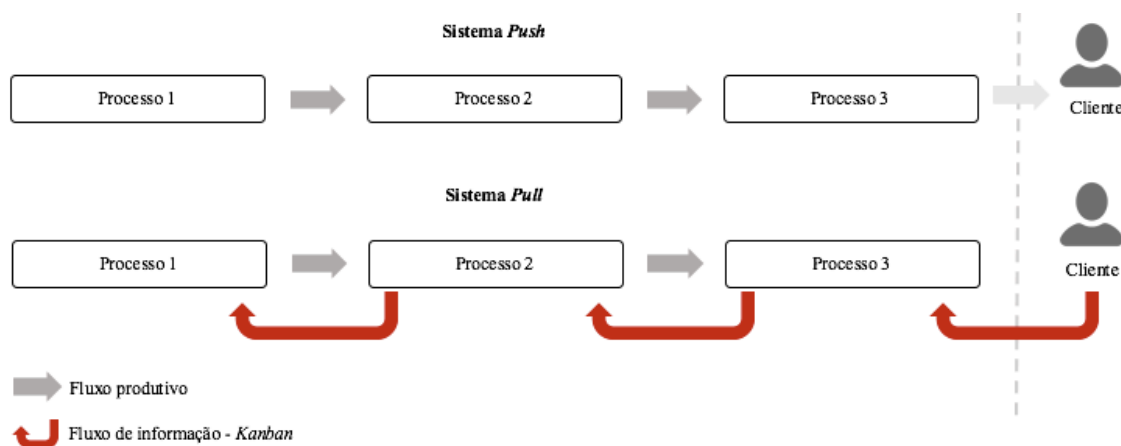 Sistema Push
Processo 1
Processo 2
Processo 3
Cliente
Sistema Pull
Processo 1
Processo 2
Processo 3
Cliente
Fluxo produtivo
Fluxo de informação - Kanban